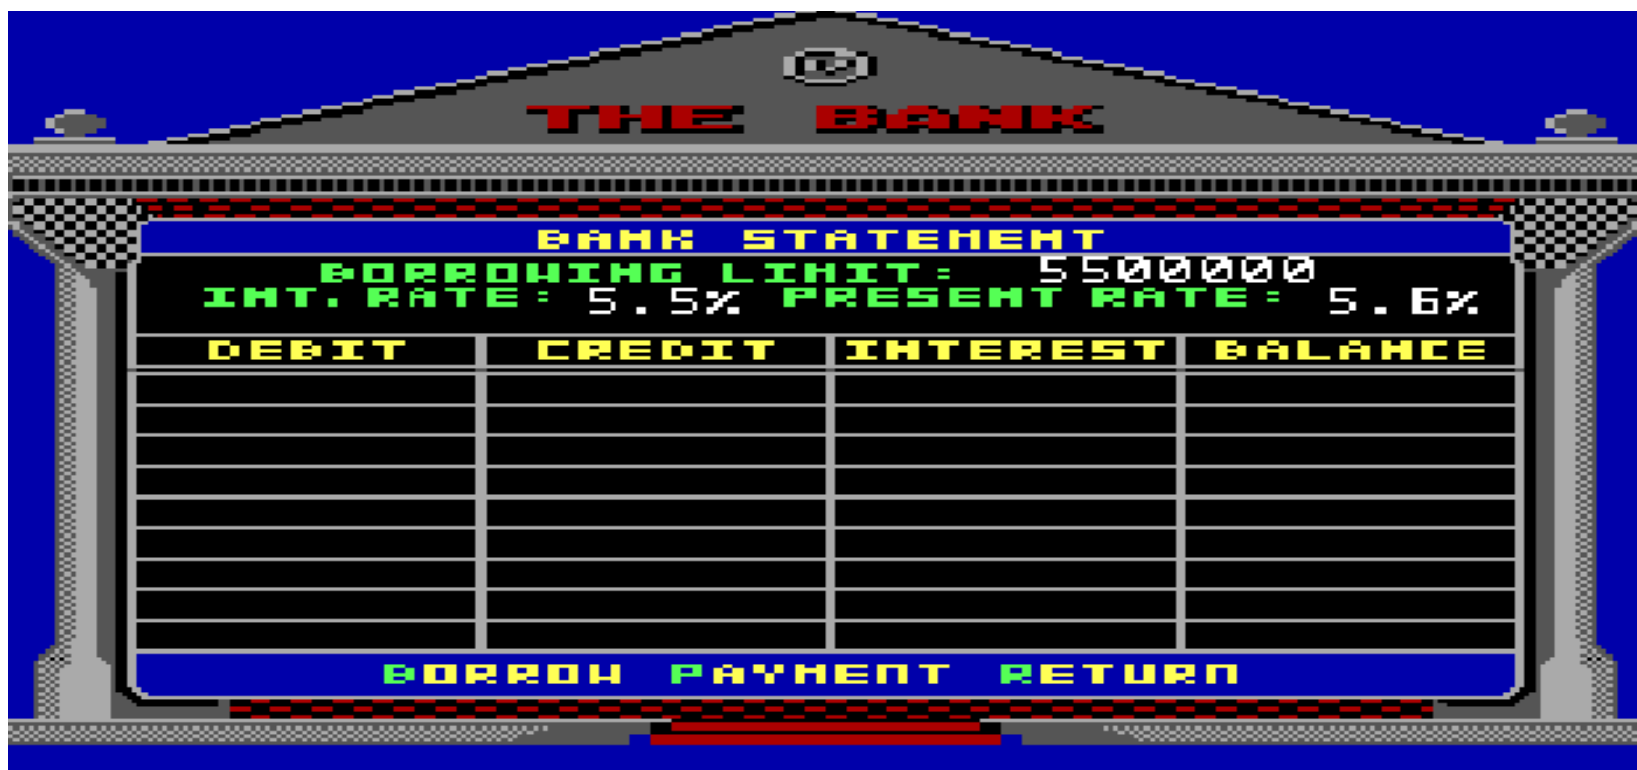 THE BANK
BANK STATEMENT
BORROWING LIMIT: 5500000
INT. RATE: 5.5% PRESENT RATE: 5.6%
DEBIT CREDIT INTEREST BALANCE
BORROW PAYMENT RETURN